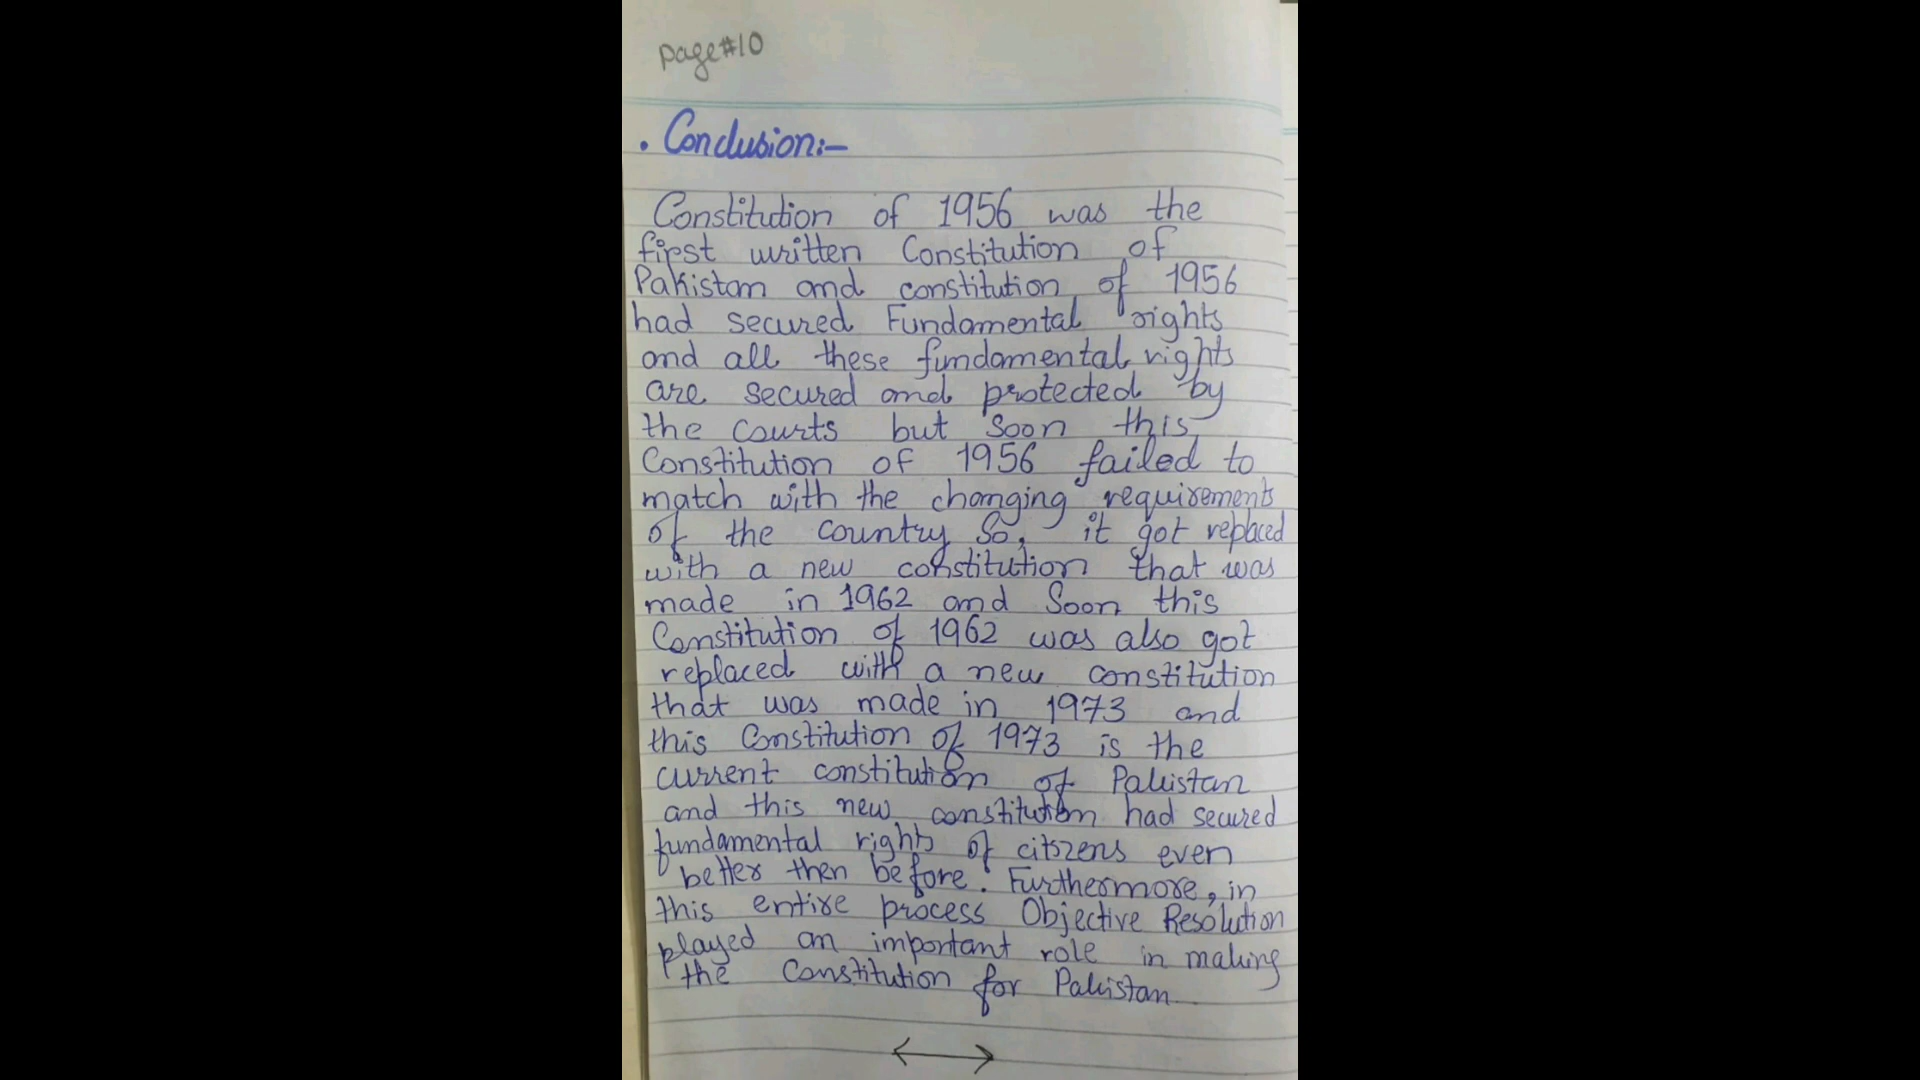 page#10
. Conclusion:-
Constitution of 1956 was the
first written Constitution of
Pakistan and constitution of 1956
had secured Fundamental rights
and all these fundamental rights
are secured and protected by
the courts but soon this
Constitution of 1956 failed to
match with the changing requirements
of the country So, it got replaced
with a new constitution that was
made in 1962 and Soon this
Constitution of 1962 was also got
replaced with a new constitution
that was made in 1973 and
this Constitution of 1973 is the
current constitution of Pakistan
and this new constitution had secured
fundamental rights of citizens even
better then before. Furthermore, in
this entire process Objective Resolution
played an important role in making
the Constitution for Pakistan